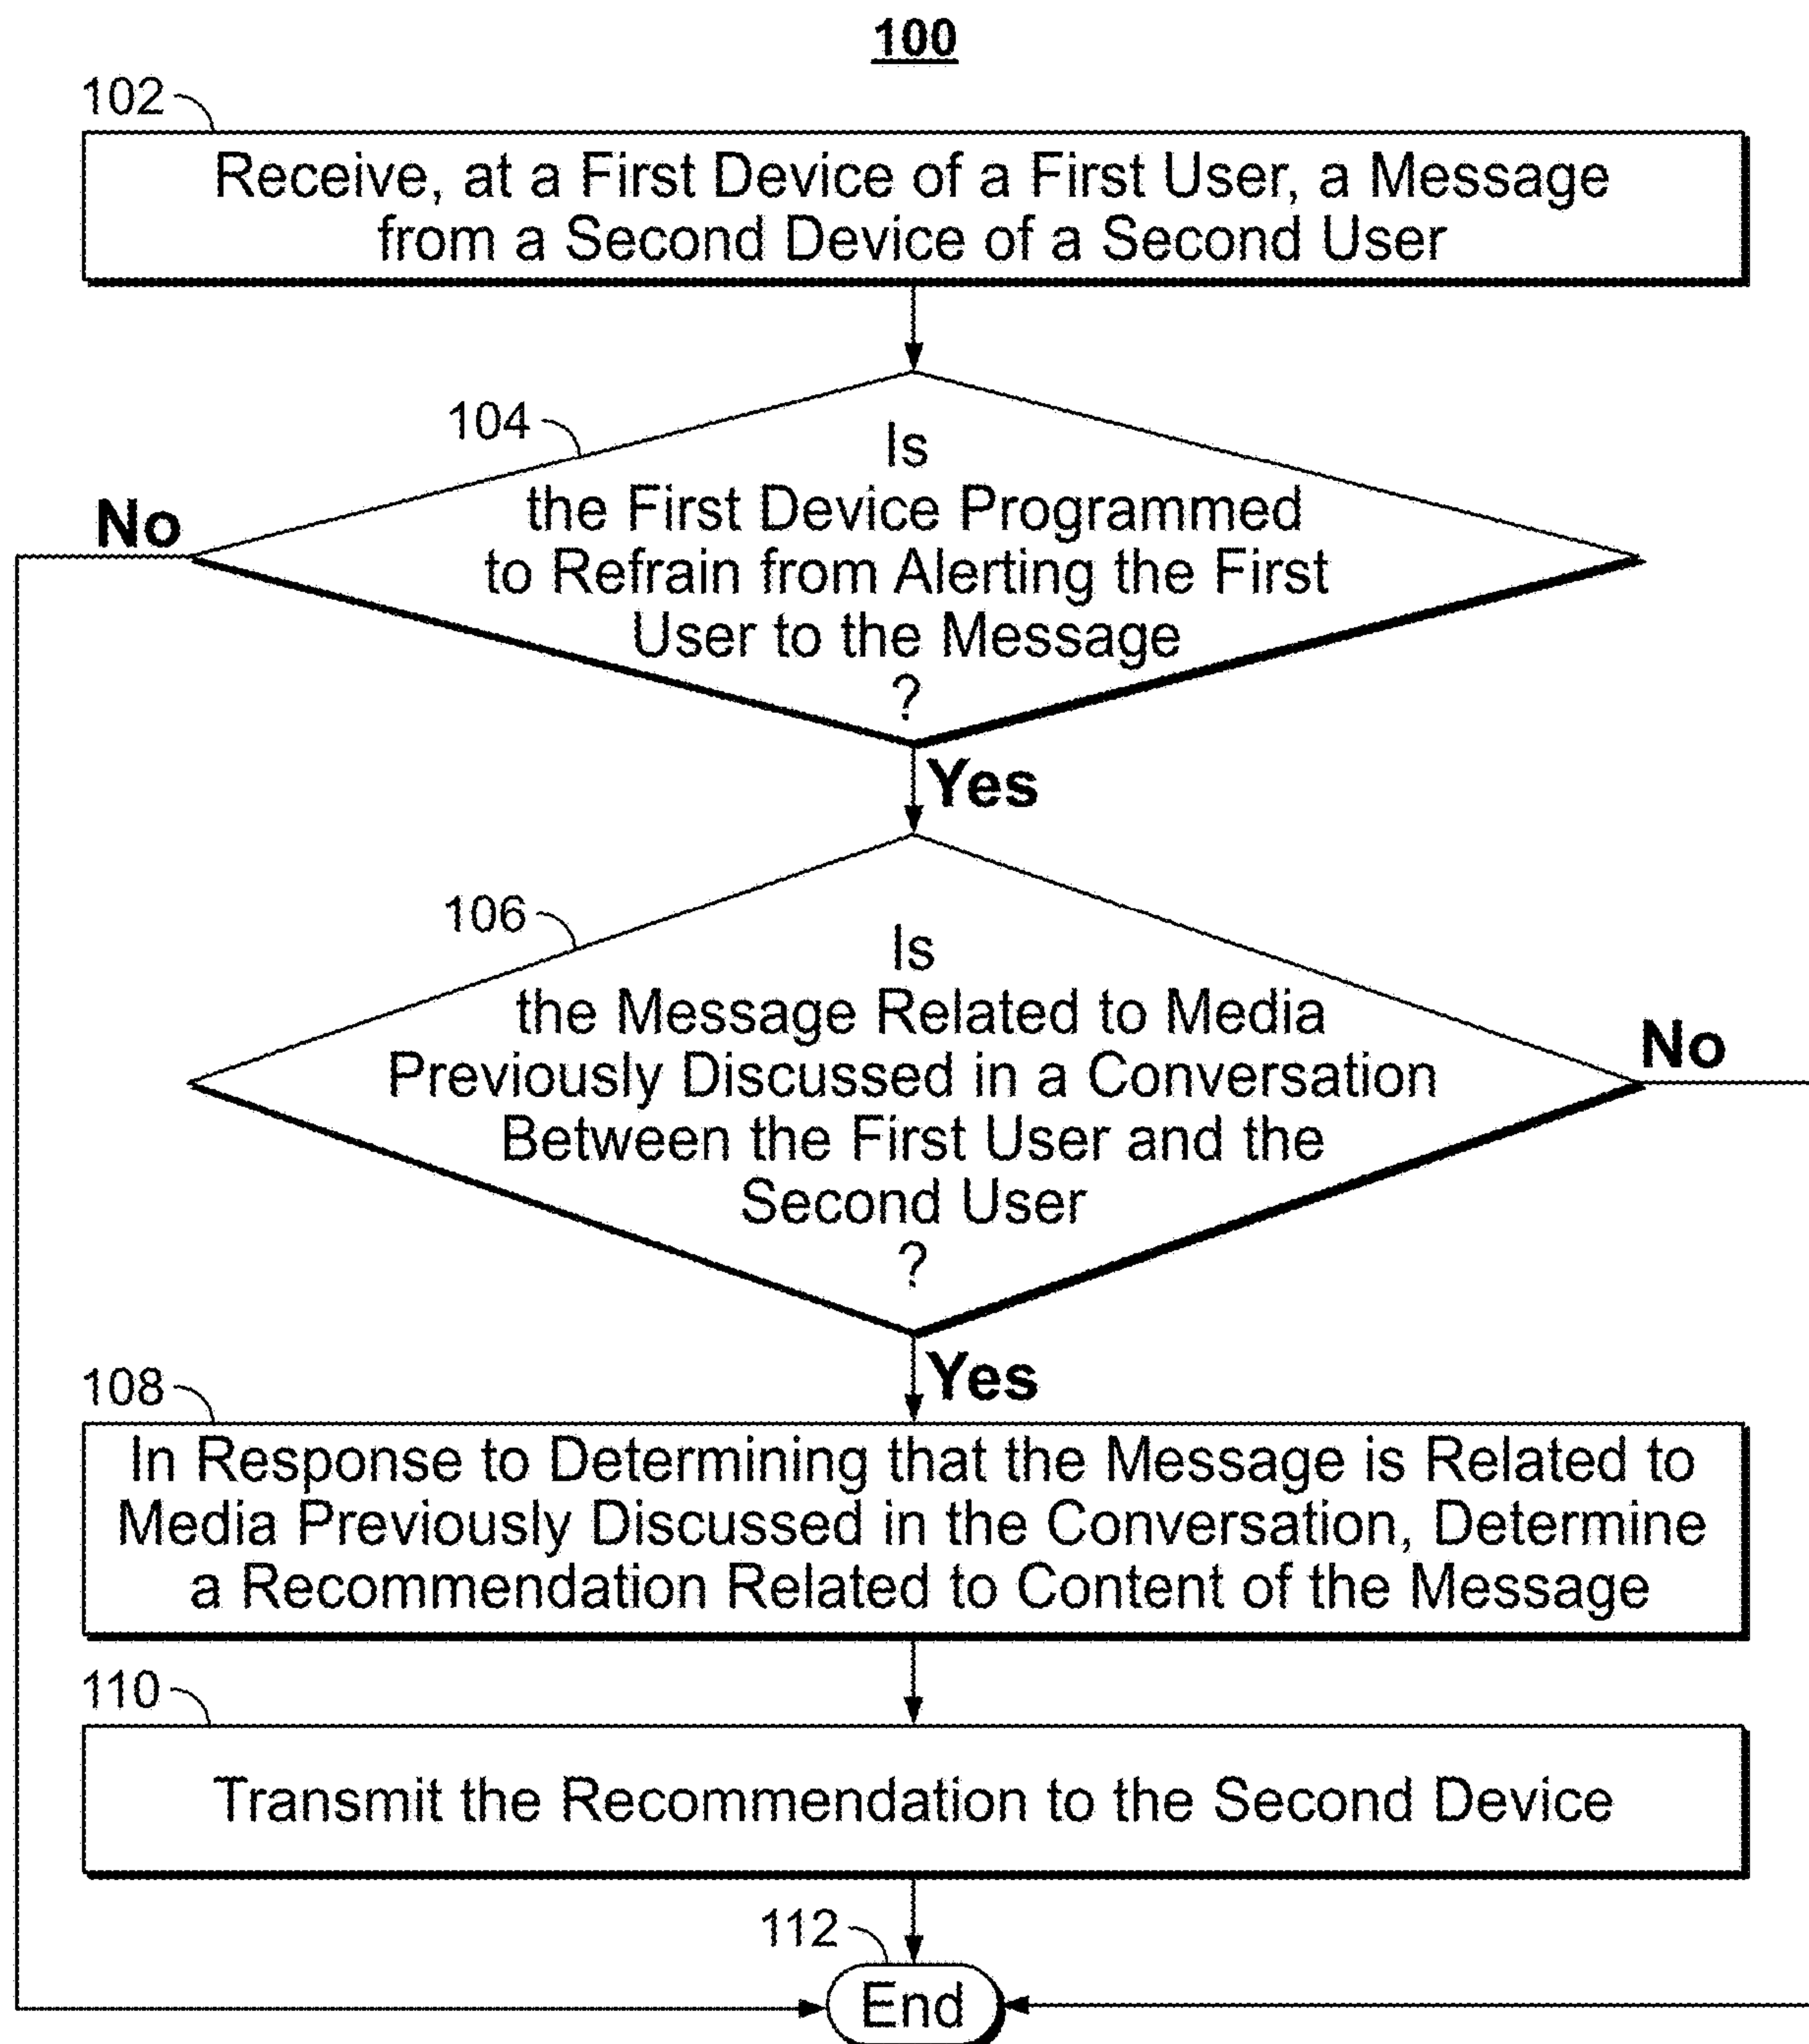 100
102
Receive, at a First Device of a First User, a Message
from a Second Device of a Second User
104
Is
the First Device Programmed
to Refrain from Alerting the First
User to the Message
?
No
Yes
106
Is
the Message Related to Media
Previously Discussed in a Conversation
Between the First User and the
Second User
?
No
Yes
108
In Response to Determining that the Message is Related to
Media Previously Discussed in the Conversation, Determine
a Recommendation Related to Content of the Message
110
Transmit the Recommendation to the Second Device
112
End